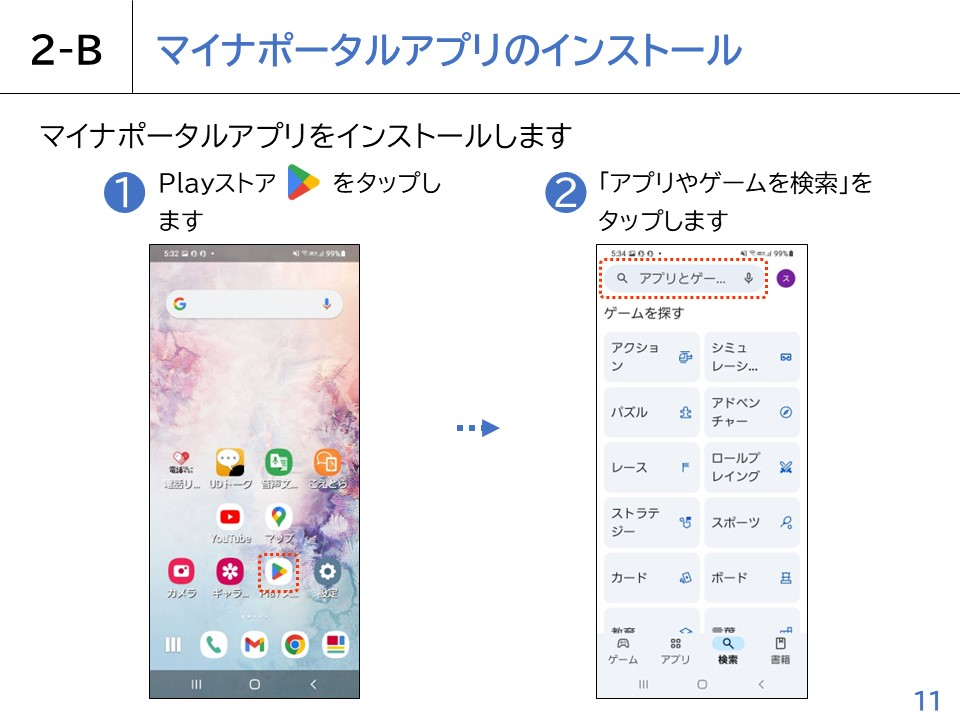 2-B
マイナポータルアプリのインストール
マイナポータルアプリをインストールします
1
Playストア をタップし
ます
5:32
99%
電話リ...
UDトーク
音声文...
こえとら
YouTube
マップ
カメラ
ギャラ...
Playス...
設定
2
「アプリやゲームを検索」を
タップします
5:34
99%
アプリとゲー...
ス
ゲームを探す
アクショ
ン
シミュ
レーシ...
パズル
アドベン
チャー
レース
ロールプ
レイング
ストラテ
ジー
スポーツ
カード
ボード
教育
言葉
ゲーム
アプリ
検索
書籍
11